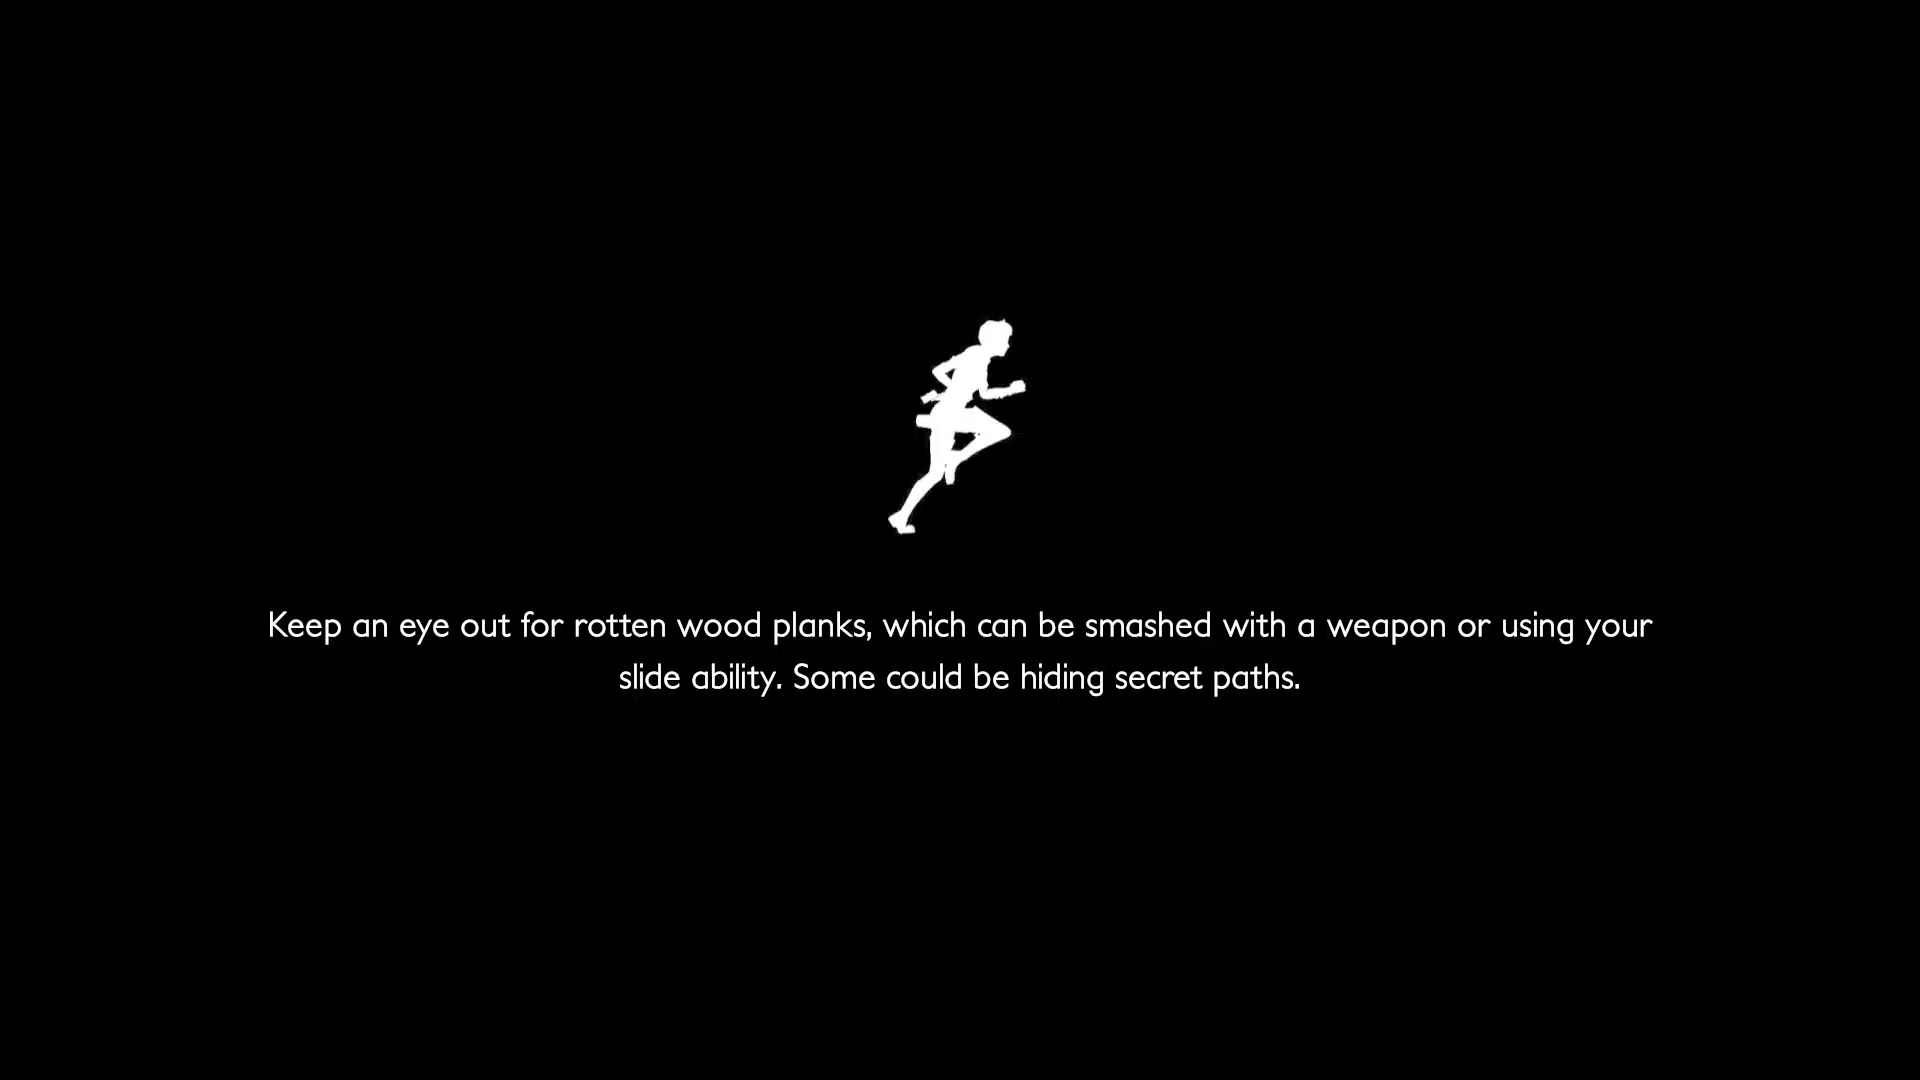 Keep an eye out for rotten wood planks, which can be smashed with a weapon or using your
slide ability. Some could be hiding secret paths.